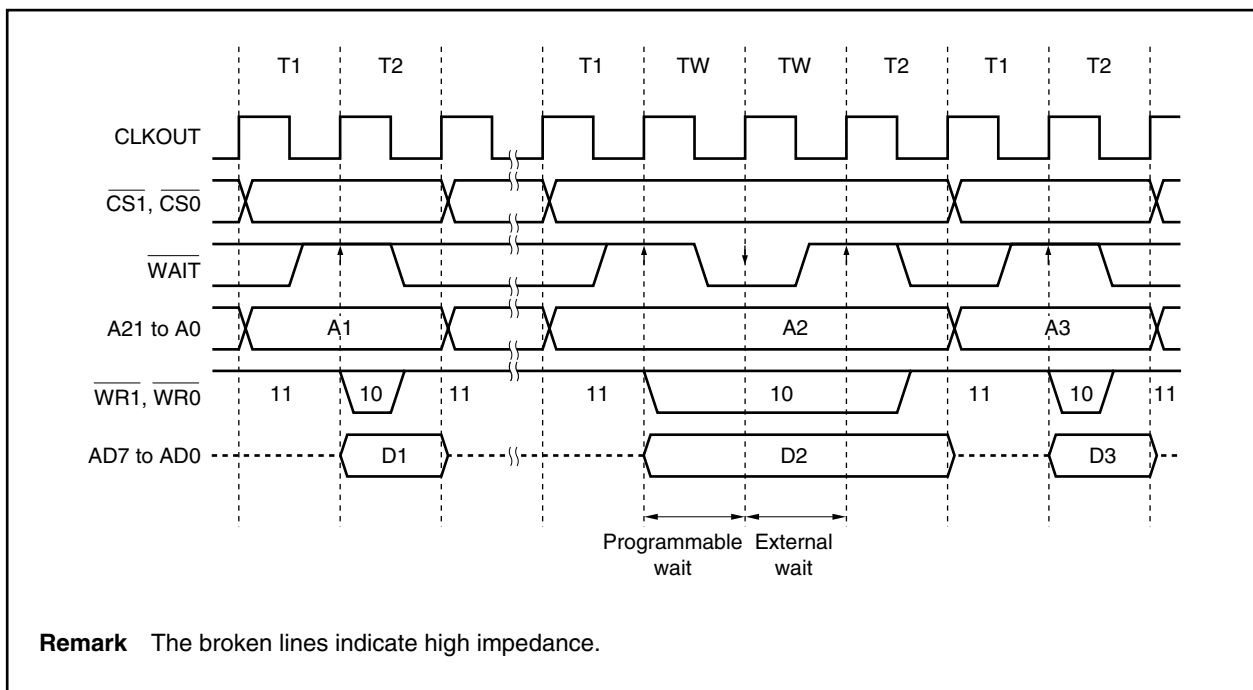 T1 T2 T1 TW TW T2 T1 T2
CLKOUT
CS1, CS0
WAIT
A21 to A0 A1 A2 A3
WR1, WR0 11 10 11 11 10 11 10 11
AD7 to AD0 D1 D2 D3
Programmable wait
External wait
Remark The broken lines indicate high impedance.